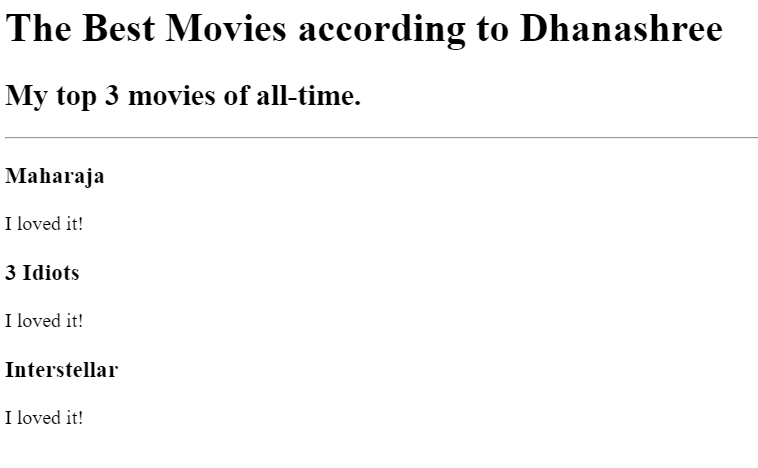 The Best Movies according to Dhanashree
My top 3 movies of all-time.
Maharaja
I loved it!
3 Idiots
I loved it!
Interstellar
I loved it!